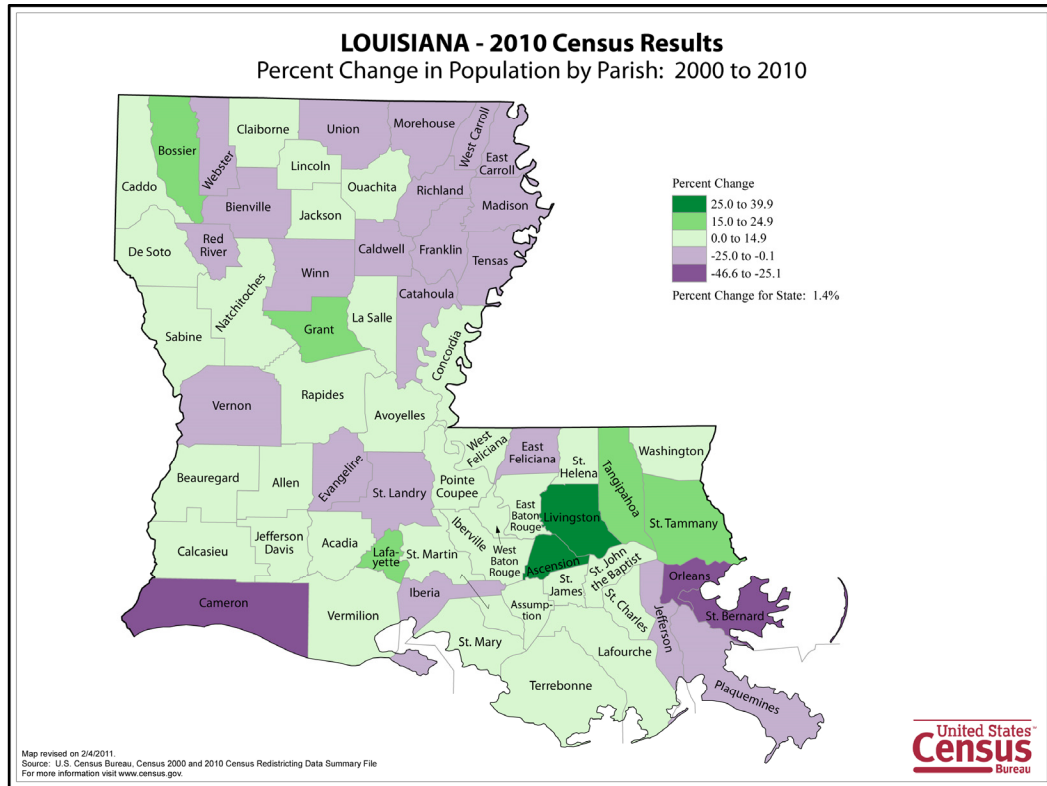 LOUISIANA - 2010 Census Results
Percent Change in Population by Parish: 2000 to 2010
Claiborne
Union
Morehouse
West Carroll
East
Carroll
Bossier
Webster
Lincoln
Ouachita
Richland
Madison
Caddo
Bienville
Jackson
Red
River
De Soto
Caldwell
Franklin
Tensas
Winn
Natchitoches
Catahoula
La Salle
Grant
Sabine
Concordia
Rapides
Vernon
Avoyelles
West
Feliciana
East
Feliciana
St.
Helena
Tangipahoa
Washington
Beauregard
Allen
Evangeline
St. Landry
Pointe
Coupee
East
Baton
Rouge
Livingston
St. Tammany
Calcasieu
Jefferson
Davis
Acadia
Lafa-
yette
St. Martin
Iberville
West
Baton
Rouge
Ascension
St. John
the Baptist
St.
James
Orleans
Cameron
Vermilion
Iberia
Assump-
tion
St. Charles
Jefferson
St. Bernard
St. Mary
Lafourche
Terrebonne
Plaquemines
Percent Change
25.0 to 39.9
15.0 to 24.9
0.0 to 14.9
-25.0 to -0.1
-46.6 to -25.1
Percent Change for State: 1.4%
Map revised on 2/4/2011.
Source: U.S. Census Bureau, Census 2000 and 2010 Census Redistricting Data Summary File
For more information visit www.census.gov.
United States™
Census
Bureau